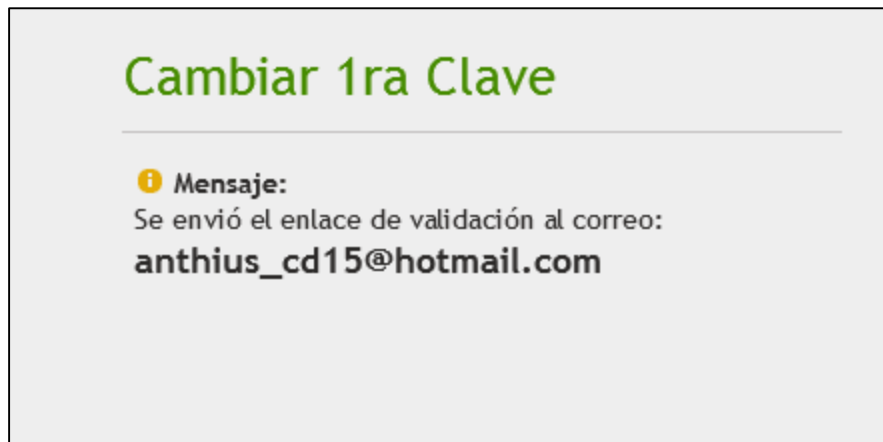 Cambiar 1ra Clave
Mensaje:
Se envió el enlace de validación al correo:
anthius_cd15@hotmail.com